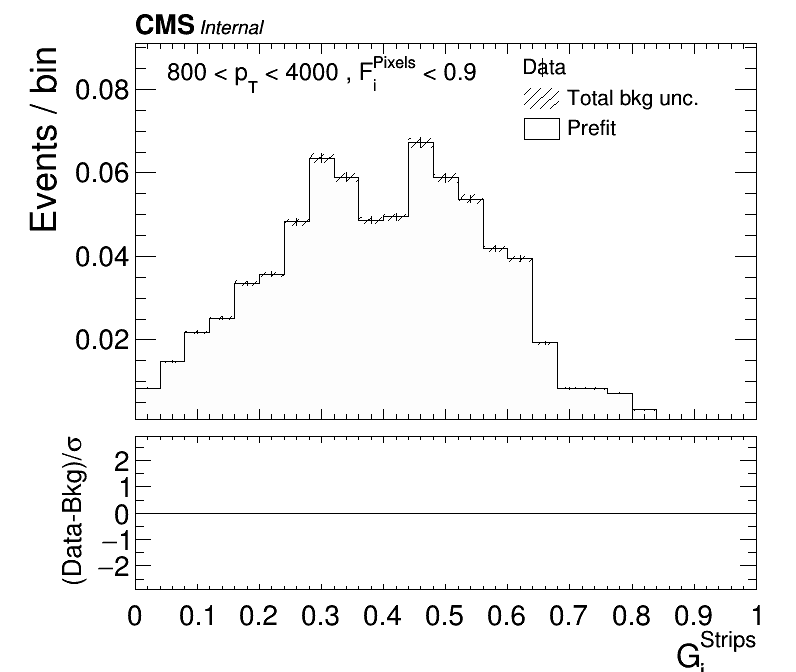 CMS Internal
800 < p_T < 4000 , F_i^Pixels < 0.9
Data
Total bkg unc.
Prefit
Events / bin
0.08
0.06
0.04
0.02
(Data-Bkg)/σ
2
1
0
−1
−2
0 0.1 0.2 0.3 0.4 0.5 0.6 0.7 0.8 0.9 1
G_i^Strips